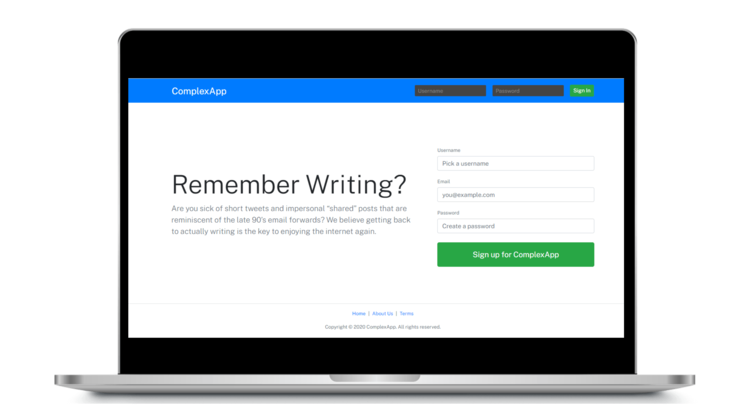 ComplexApp
Username Password Sign In
Remember Writing?
Are you sick of short tweets and impersonal “shared” posts that are
reminiscent of the late 90’s email forwards? We believe getting back
to actually writing is the key to enjoying the internet again.
Username
Pick a username
Email
you@example.com
Password
Create a password
Sign up for ComplexApp
Home | About Us | Terms
Copyright © 2020 ComplexApp. All rights reserved.